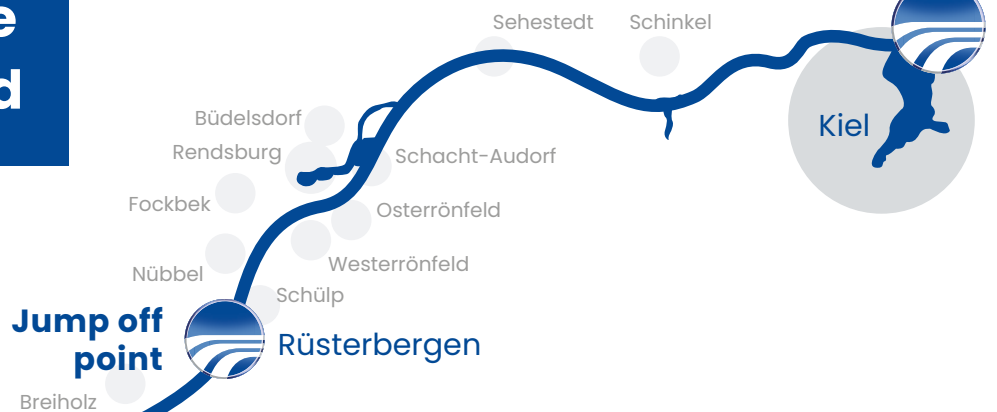 e
d
Sehestedt
Schinkel
Büdelsdorf
Kiel
Rendsburg
Schacht-Audorf
Fockbek
Osterrönfeld
Westerrönfeld
Nübbel
Schülp
Jump off
point
Rüsterbergen
Breiholz